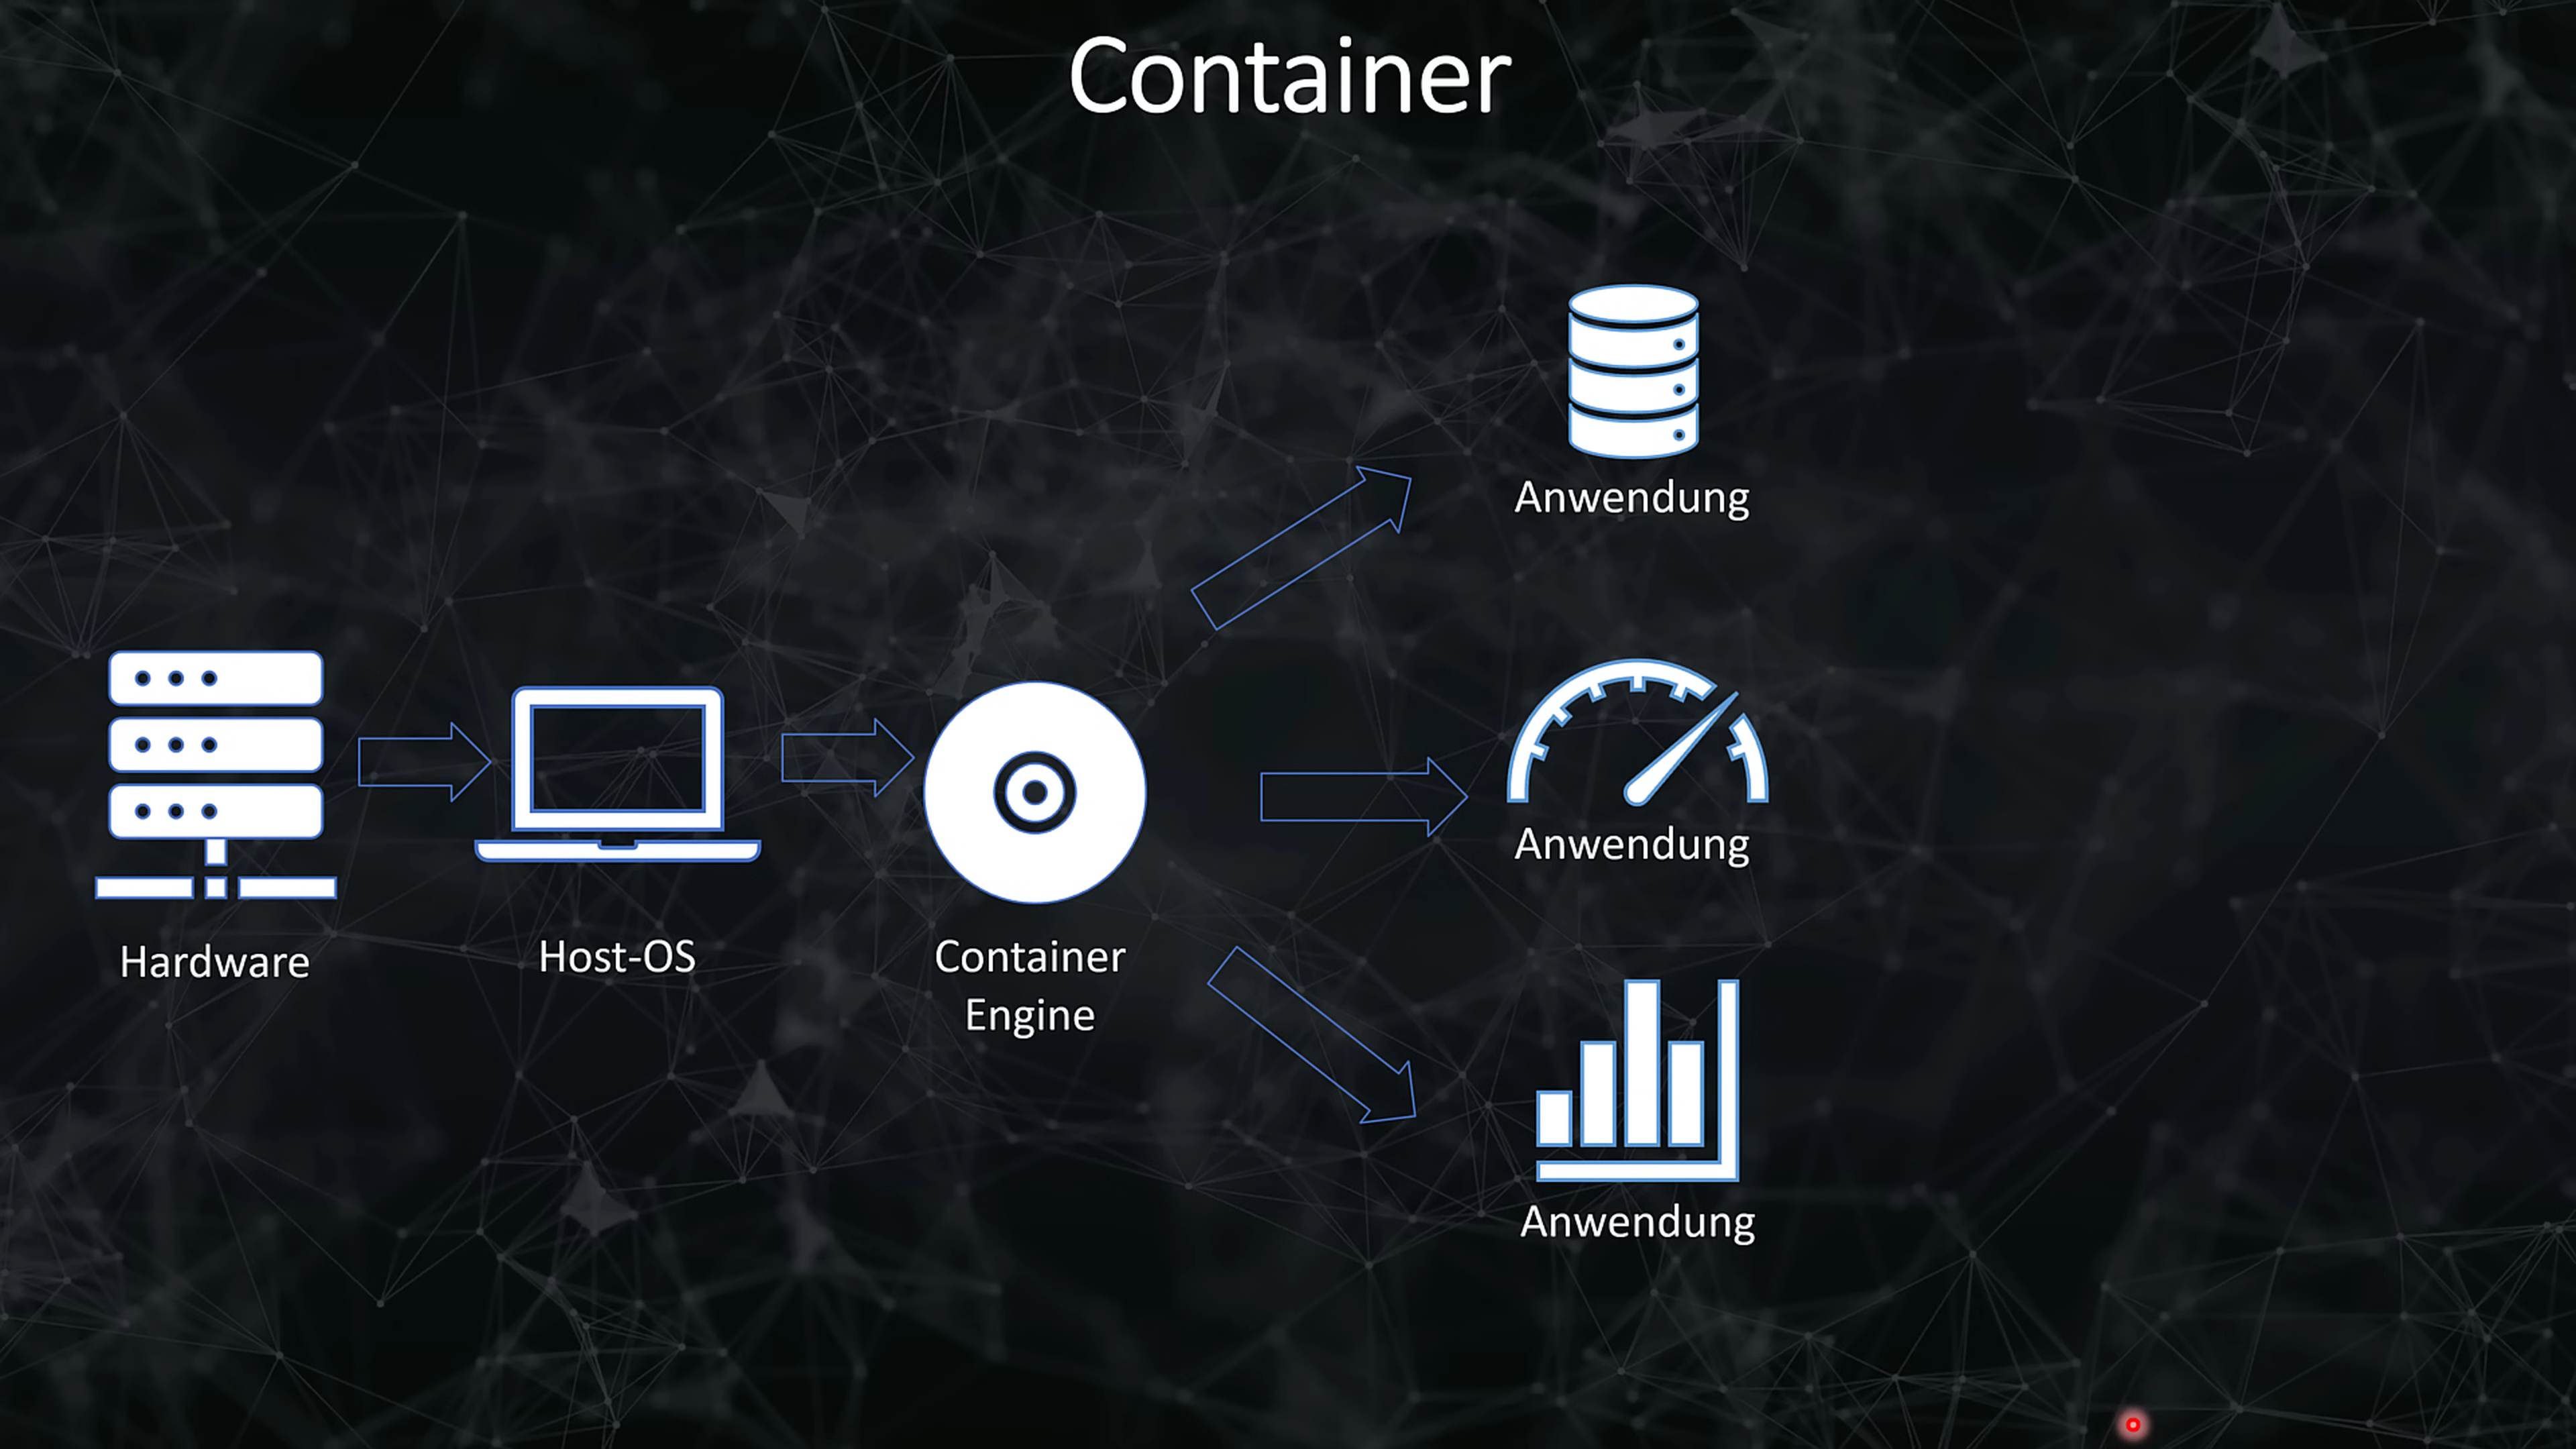 Container
Anwendung
Anwendung
Hardware
Host-OS
Container
Engine
Anwendung